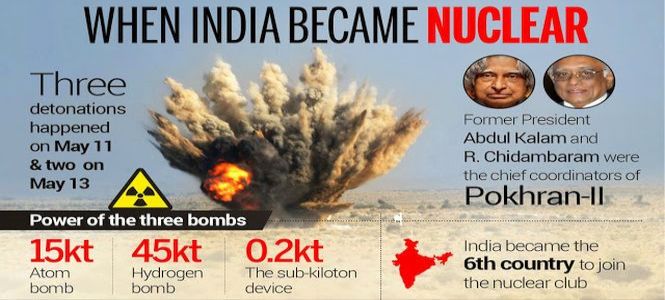 WHEN INDIA BECAME NUCLEAR
Three
detonations
happened
on May 11
& two on
May 13
Former President
Abdul Kalam and
R. Chidambaram were
the chief coordinators of
Pokhran-II
Power of the three bombs
15kt
Atom
bomb
45kt
Hydrogen
bomb
0.2kt
The sub-kiloton
device
India became the
6th country to join
the nuclear club